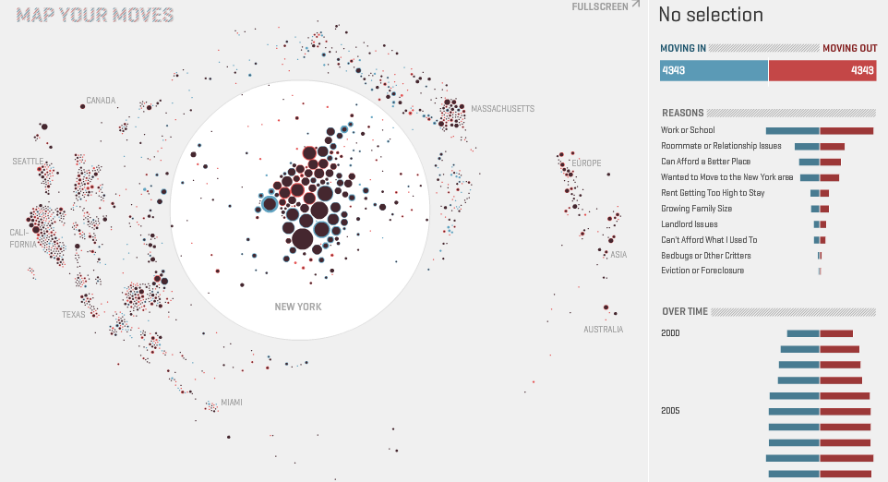 MAP YOUR MOVES
FULLSCREEN
No selection
MOVING IN
MOVING OUT
4343
4343
REASONS
Work or School
Roommate or Relationship Issues
Can Afford a Better Place
Wanted to Move to the New York area
Rent Getting Too High to Stay
Growing Family Size
Landlord Issues
Can't Afford What I Used To
Bedbugs or Other Critters
Eviction or Foreclosure
OVER TIME
2000
2005
CANADA
MASSACHUSETTS
SEATTLE
EUROPE
CALI-
FORNIA
ASIA
NEW YORK
TEXAS
AUSTRALIA
MIAMI